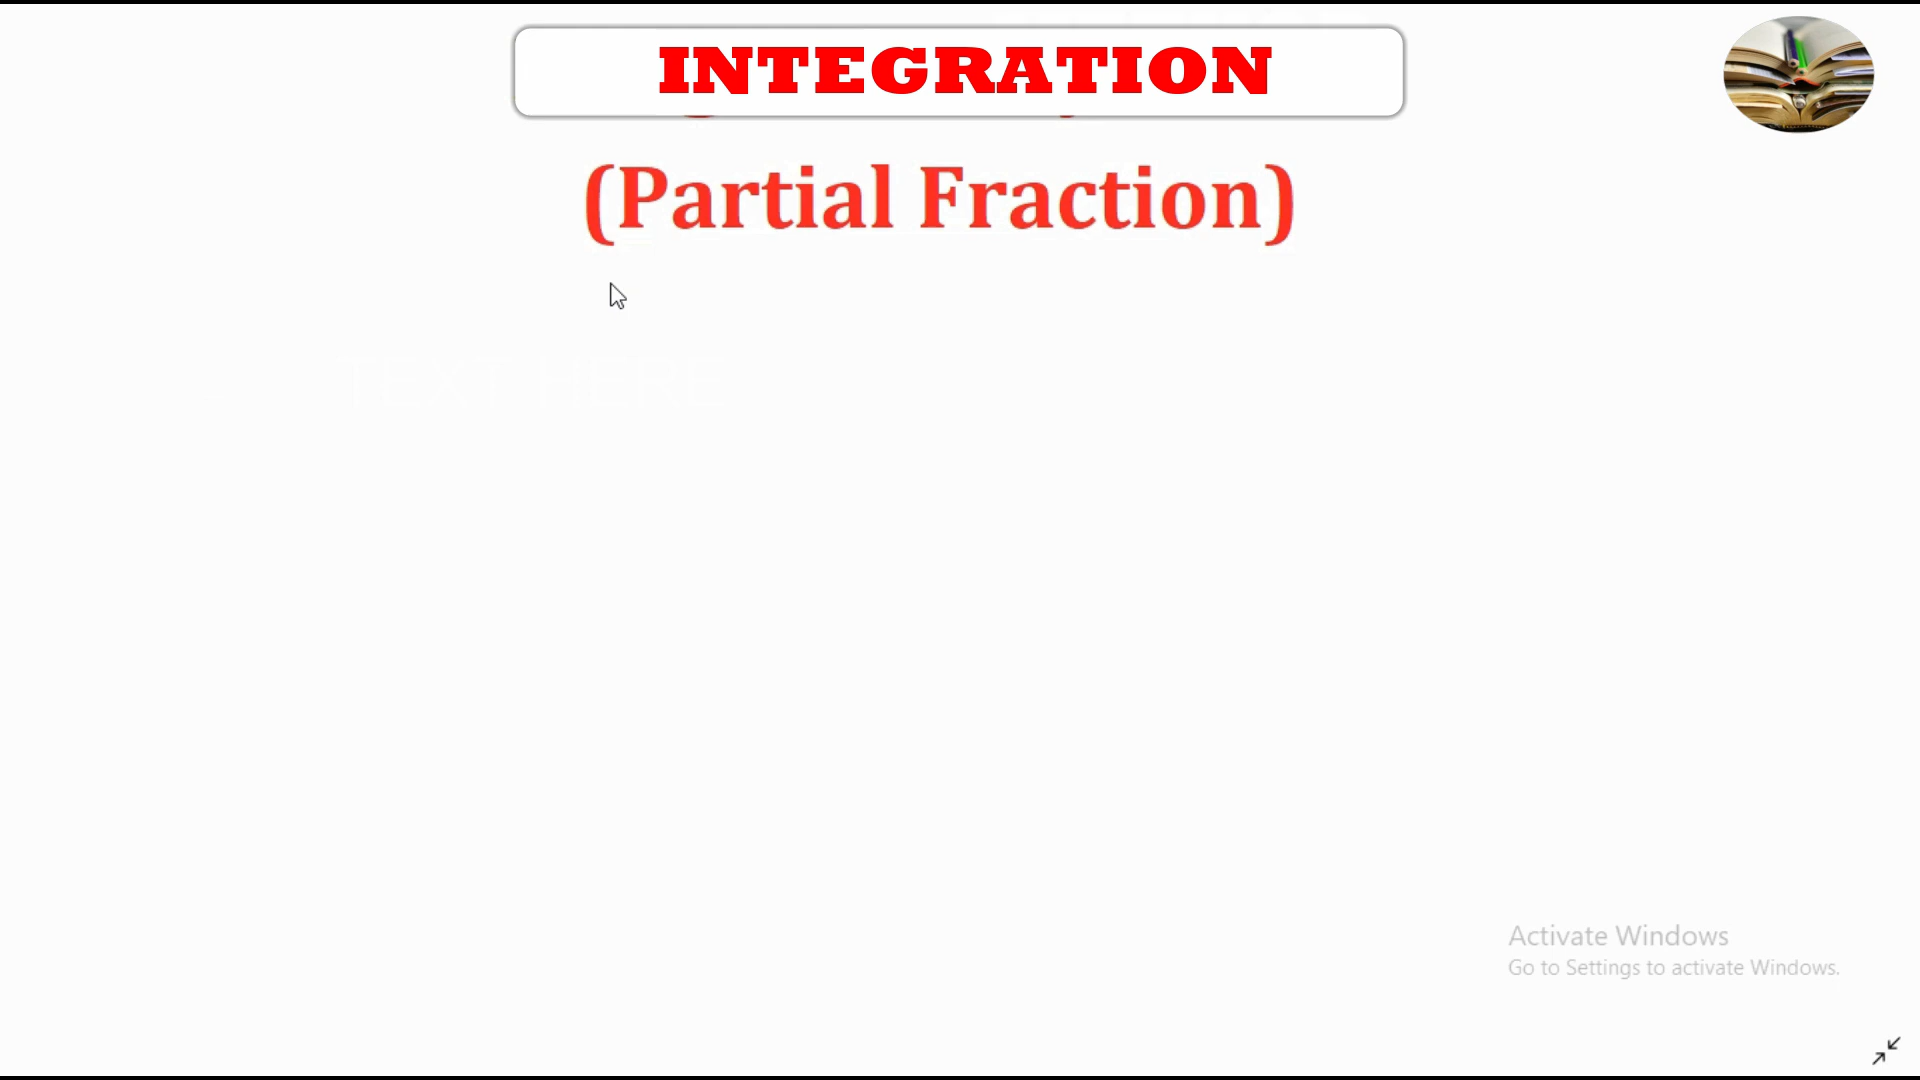 INTEGRATION
(Partial Fraction)
TEXT HERE
Activate Windows
Go to Settings to activate Windows.